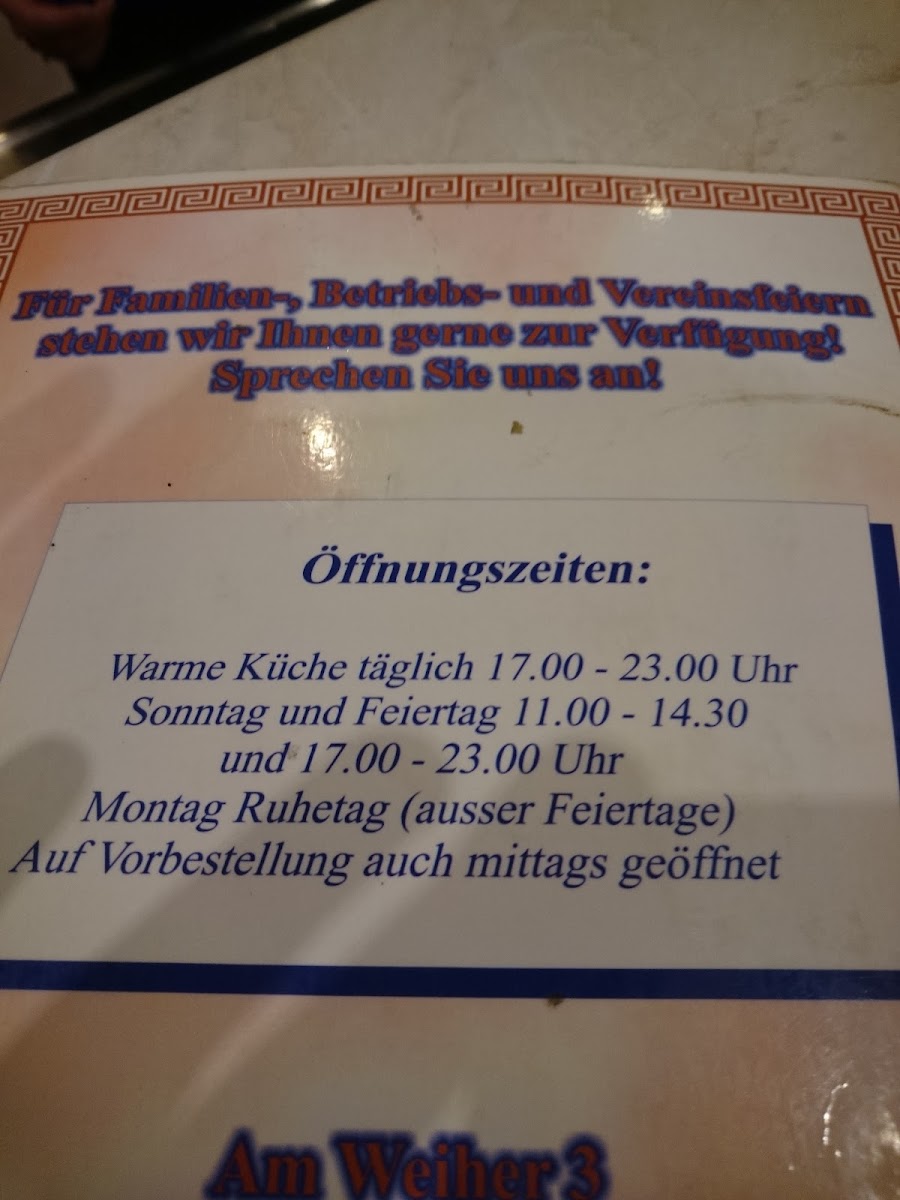 Für Familien-, Betriebs- und Vereinsfeiern
stehen wir Ihnen gerne zur Verfügung!
Sprechen Sie uns an!
Öffnungszeiten:
Warme Küche täglich 17.00 - 23.00 Uhr
Sonntag und Feiertag 11.00 - 14.30
und 17.00 - 23.00 Uhr
Montag Ruhetag (ausser Feiertage)
Auf Vorbestellung auch mittags geöffnet
Am Weiher 3